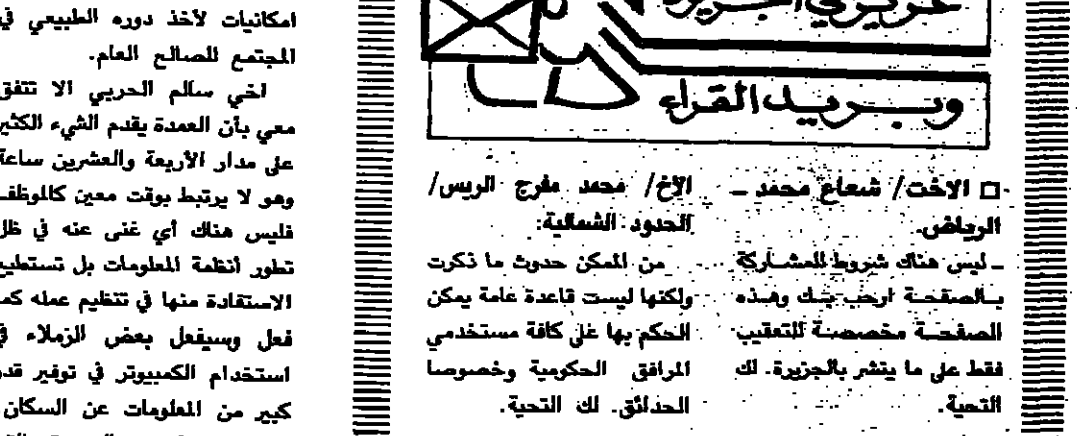 عزيزتي الجزيرة
وبريد القراء
□ الاخت/ شعاع محمد ـ
الرياض.
ـ ليس هناك شروط للمشاركة
بالصفحة ارحب بك وهذه
الصفحة مخصصة للتعقيب
فقط على ما ينشر بالجزيرة. لك
التحية.
الأخ/ محمد مفرج الريس/
الحدود الشمالية:
من الممكن حدوث ما ذكرت
ولكنها ليست قاعدة عامة يمكن
الحكم بها على كافة مستخدمي
المرافق الحكومية وخصوصا
الحدائق. لك التحية.
امكانيات لأخذ دوره الطبيعي في
المجتمع للصالح العام.
اخي سالم الحربي الا تتفق
معي بأن العمدة يقدم الشيء الكثير
على مدار الأربعة والعشرين ساعة
وهو لا يرتبط بوقت معين كالموظف
فليس هناك أي غنى عنه في ظل
تطور أنظمة المعلومات بل تستطيع
الاستفادة منها في تنظيم عمله كما
فعل وسيفعل بعض الزملاء في
استخدام الكمبيوتر في توفير قدر
كبير من المعلومات عن السكان